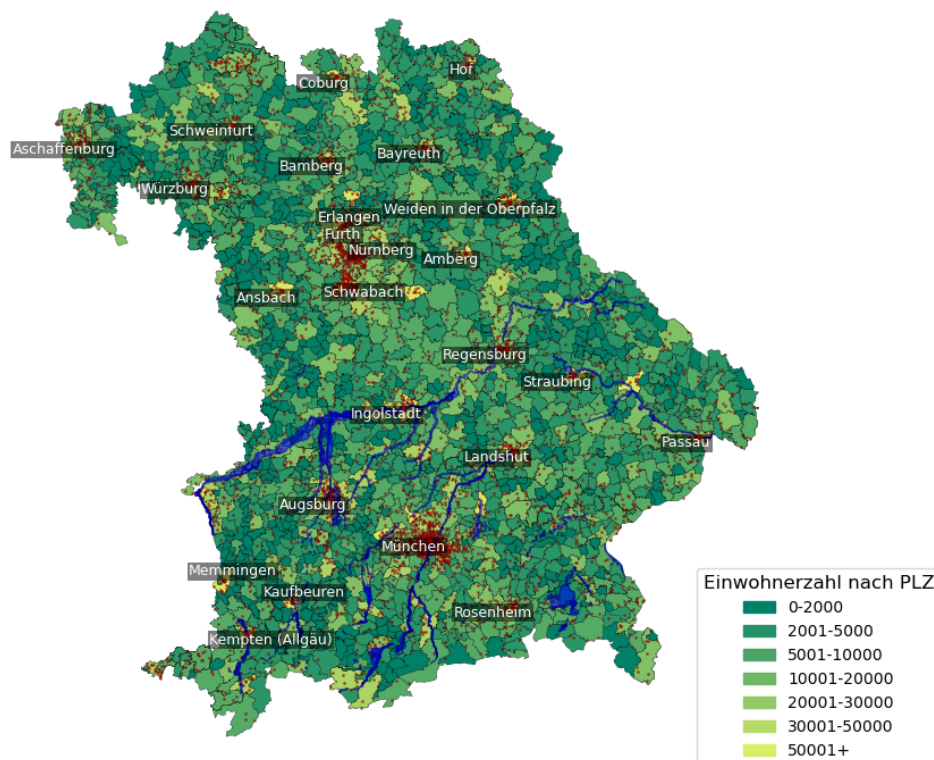 Coburg
Hof
Schweinfurt
Aschaffenburg
Bayreuth
Bamberg
Würzburg
Weiden in der Oberpfalz
Erlangen
Fürth
Nürnberg
Amberg
Schwabach
Ansbach
Regensburg
Straubing
Ingolstadt
Passau
Landshut
Augsburg
München
Memmingen
Kaufbeuren
Rosenheim
Kempten (Allgäu)
Einwohnerzahl nach PLZ
0-2000
2001-5000
5001-10000
10001-20000
20001-30000
30001-50000
50001+